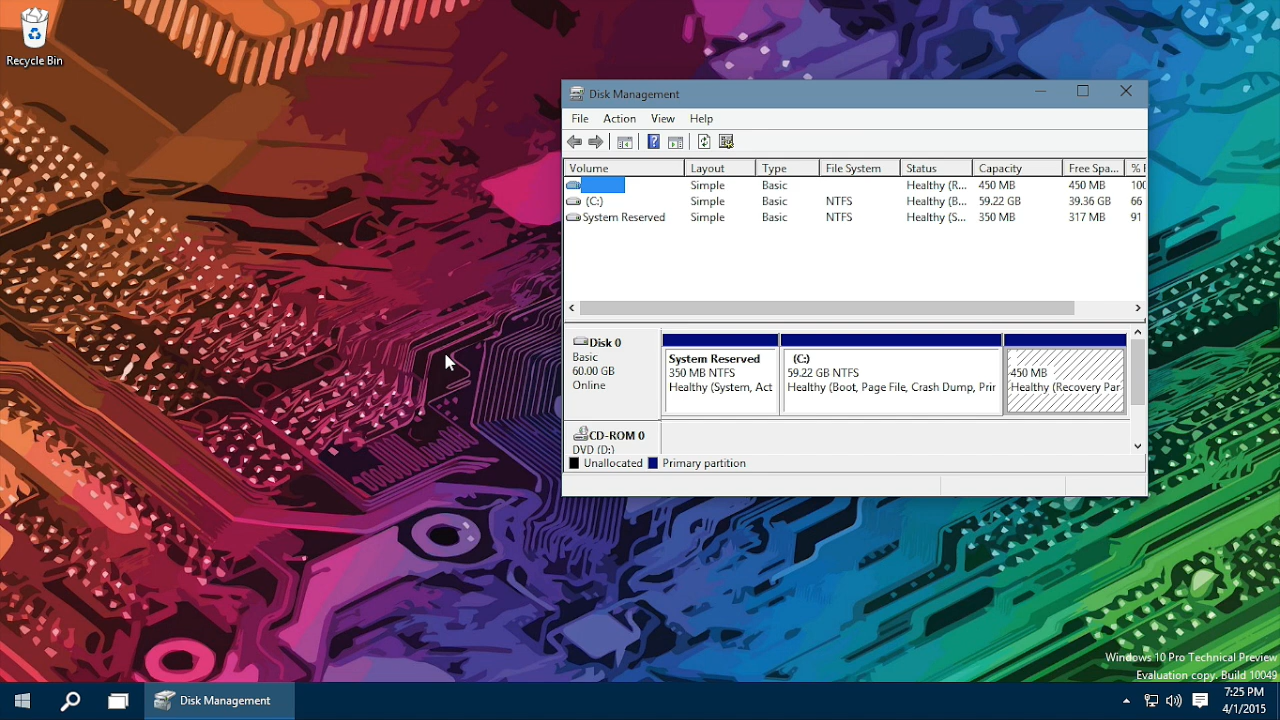 Recycle Bin
Disk Management
File Action View Help
Volume Layout Type File System Status Capacity Free Spa... %
Simple Basic Healthy (R... 450 MB 450 MB 100
(C:) Simple Basic NTFS Healthy (B... 59.22 GB 39.36 GB 66
System Reserved Simple Basic NTFS Healthy (S... 350 MB 317 MB 91
Disk 0
Basic
60.00 GB
Online
System Reserved
350 MB NTFS
Healthy (System, Act
(C:)
59.22 GB NTFS
Healthy (Boot, Page File, Crash Dump, Prir
450 MB
Healthy (Recovery Par
CD-ROM 0
DVD (D:)
Unallocated Primary partition
Windows 10 Pro Technical Preview
Evaluation copy. Build 10049
Disk Management
7:25 PM
4/1/2015